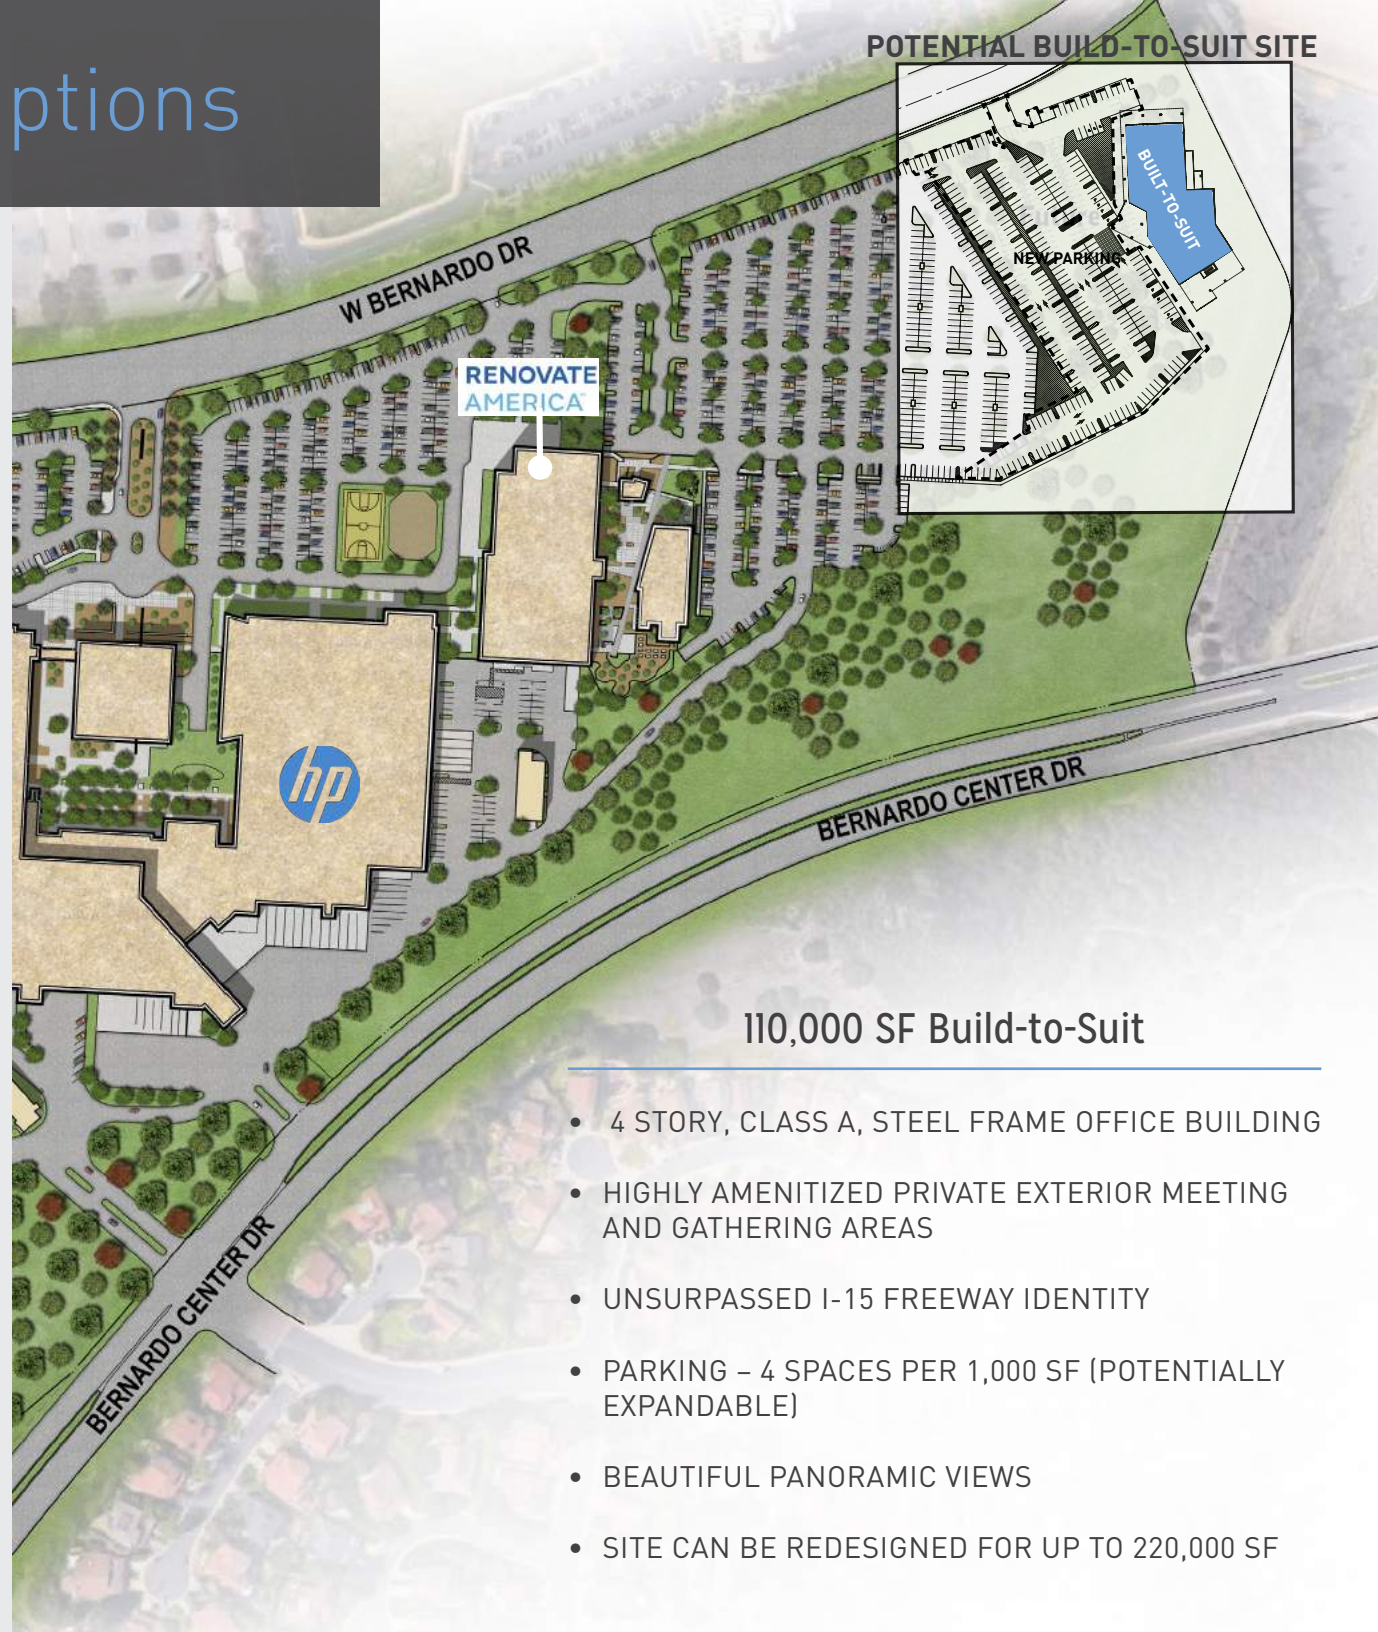 ptions
POTENTIAL BUILD-TO-SUIT SITE
BUILT-TO-SUIT
NEW PARKING
W BERNARDO DR
RENOVATE
AMERICA
hp
BERNARDO CENTER DR
BERNARDO CENTER DR
110,000 SF Build-to-Suit
• 4 STORY, CLASS A, STEEL FRAME OFFICE BUILDING
• HIGHLY AMENITIZED PRIVATE EXTERIOR MEETING
AND GATHERING AREAS
• UNSURPASSED I-15 FREEWAY IDENTITY
• PARKING – 4 SPACES PER 1,000 SF (POTENTIALLY
EXPANDABLE)
• BEAUTIFUL PANORAMIC VIEWS
• SITE CAN BE REDESIGNED FOR UP TO 220,000 SF